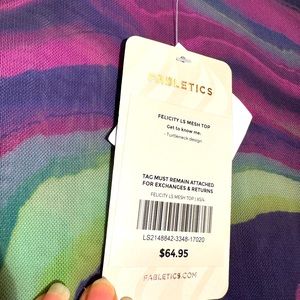 FABLETICS
FELICITY LS MESH TOP
Get to know me.
- Turtleneck design
TAG MUST REMAIN ATTACHED
FOR EXCHANGES & RETURNS
FELICITY LS MESH TOP
LS2148842-3348-17020
$64.95
FABLETICS.COM